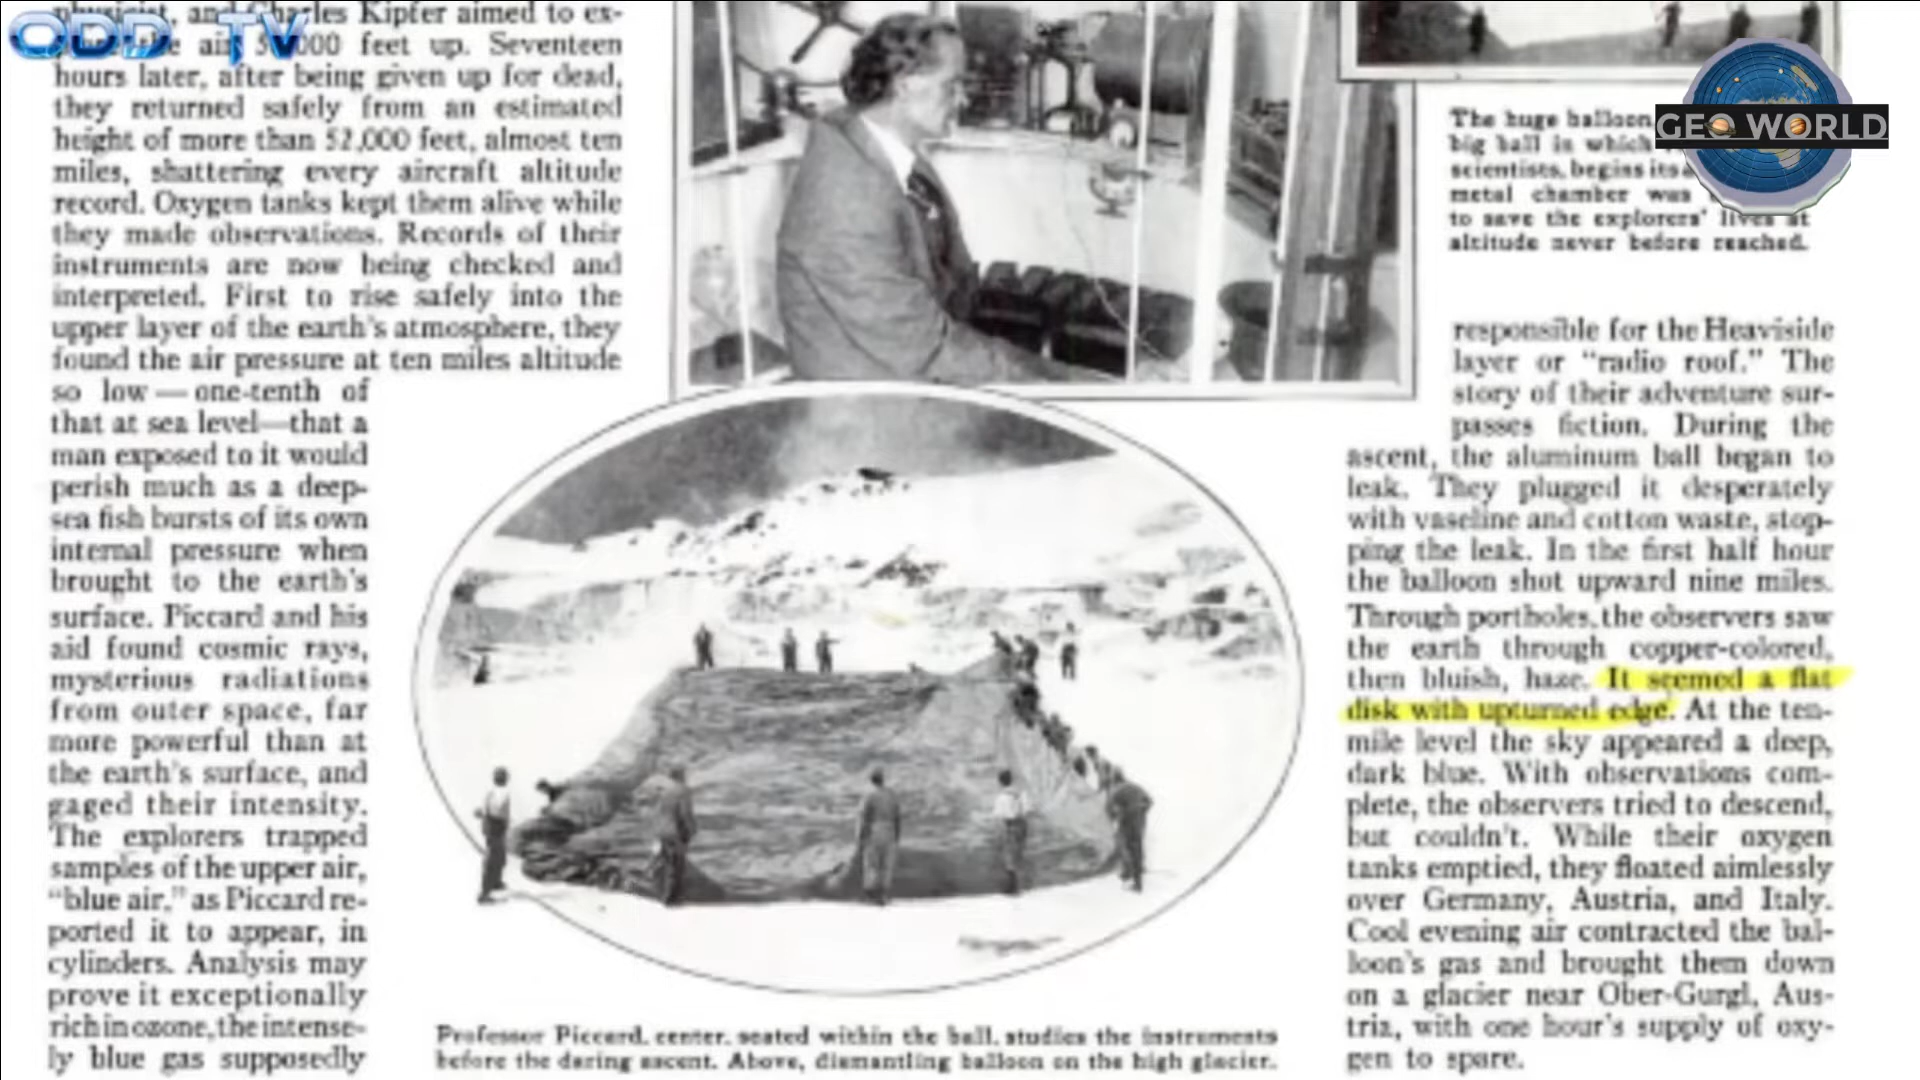 ODD TV
GEO WORLD
physicist, and Charles Kipfer aimed to ex-
the air 000 feet up. Seventeen
hours later, after being given up for dead,
they returned safely from an estimated
height of more than 52,000 feet, almost ten
miles, shattering every aircraft altitude
record. Oxygen tanks kept them alive while
they made observations. Records of their
instruments are now being checked and
interpreted. First to rise safely into the
upper layer of the earth's atmosphere, they
found the air pressure at ten miles altitude
so low—one-tenth of
that at sea level—that a
man exposed to it would
perish much as a deep-
sea fish bursts of its own
internal pressure when
brought to the earth's
surface. Piccard and his
aid found cosmic rays,
mysterious radiations
from outer space, far
more powerful than at
the earth's surface, and
gaged their intensity.
The explorers trapped
samples of the upper air,
"blue air," as Piccard re-
ported it to appear, in
cylinders. Analysis may
prove it exceptionally
rich in ozone, the intense-
ly blue gas supposedly
Professor Piccard, center, seated within the ball, studies the instruments
before the daring ascent. Above, dismantling balloon on the high glacier.
The huge balloon,
big ball in which
scientists, begins its
metal chamber was
to save the explorers' lives at
altitude never before reached.
responsible for the Heaviside
layer or "radio roof." The
story of their adventure sur-
passes fiction. During the
ascent, the aluminum ball began to
leak. They plugged it desperately
with vaseline and cotton waste, stop-
ping the leak. In the first half hour
the balloon shot upward nine miles.
Through portholes, the observers saw
the earth through copper-colored,
then bluish, haze. It seemed a flat
disk with upturned edge. At the ten-
mile level the sky appeared a deep,
dark blue. With observations com-
plete, the observers tried to descend,
but couldn't. While their oxygen
tanks emptied, they floated aimlessly
over Germany, Austria, and Italy.
Cool evening air contracted the bal-
loon's gas and brought them down
on a glacier near Ober-Gurgl, Aus-
tria, with one hour's supply of oxy-
gen to spare.